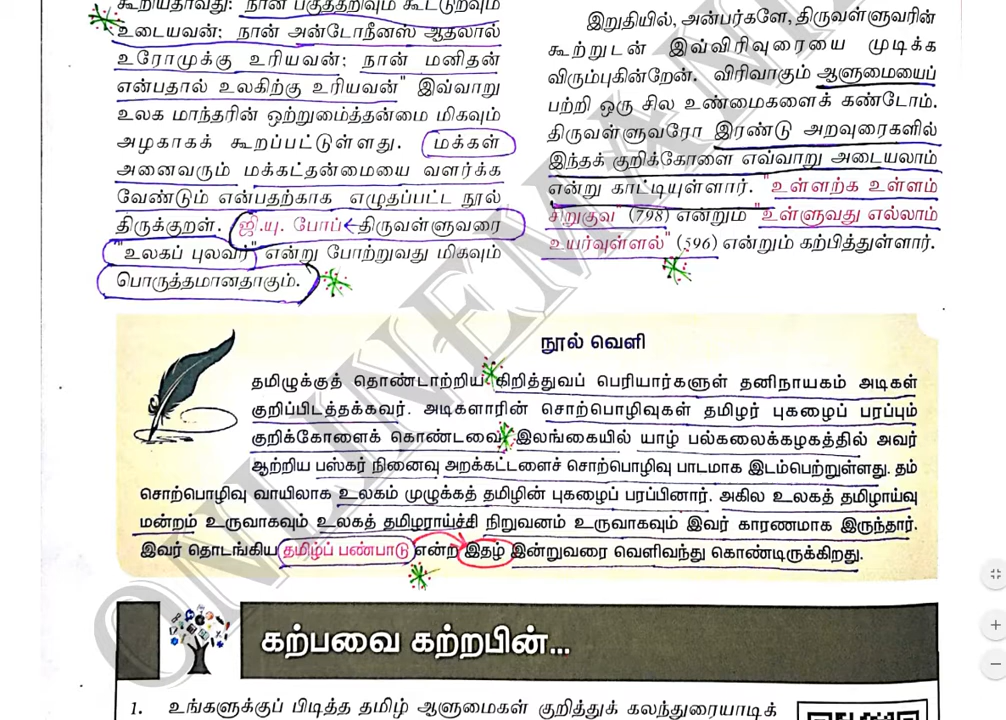 கூறியதாவது: நான் பகுத்தறிவும் கூட்டுறவும்
உடையவன்; நான் அன்டோநீனஸ் ஆதலால்
உரோமுக்கு உரியவன்; நான் மனிதன்
என்பதால் உலகிற்கு உரியவன்" இவ்வாறு
உலக மாந்தரின் ஒற்றுமைத்தன்மை மிகவும்
அழகாகக் கூறப்பட்டுள்ளது. மக்கள்
அனைவரும் மக்கட்தன்மையை வளர்க்க
வேண்டும் என்பதற்காக எழுதப்பட்ட நூல்
திருக்குறள். ஜி.யு. போப் திருவள்ளுவரை
"உலகப் புலவர்" என்று போற்றுவது மிகவும்
பொருத்தமானதாகும்.
இறுதியில், அன்பர்களே, திருவள்ளுவரின்
கூற்றுடன் இவ்விரிவுரையை முடிக்க
விரும்புகின்றேன். விரிவாகும் ஆளுமையைப்
பற்றி ஒரு சில உண்மைகளைக் கண்டோம்.
திருவள்ளுவரோ இரண்டு அறவுரைகளில்
இந்தக் குறிக்கோளை எவ்வாறு அடையலாம்
என்று காட்டியுள்ளார். "உள்ளற்க உள்ளம்
சிறுகுவ" (798) என்றும் "உள்ளுவது எல்லாம்
உயர்வுள்ளல்" (596) என்றும் கற்பித்துள்ளார்.
நூல் வெளி
தமிழுக்குத் தொண்டாற்றிய கிறித்துவப் பெரியார்களுள் தனிநாயகம் அடிகள்
குறிப்பிடத்தக்கவர். அடிகளாரின் சொற்பொழிவுகள் தமிழர் புகழைப் பரப்பும்
குறிக்கோளைக் கொண்டவை. இலங்கையில் யாழ் பல்கலைக்கழகத்தில் அவர்
ஆற்றிய பஸ்கர் நினைவு அறக்கட்டளைச் சொற்பொழிவு பாடமாக இடம்பெற்றுள்ளது. தம்
சொற்பொழிவு வாயிலாக உலகம் முழுக்கத் தமிழின் புகழைப் பரப்பினார். அகில உலகத் தமிழாய்வு
மன்றம் உருவாகவும் உலகத் தமிழராய்ச்சி நிறுவனம் உருவாகவும் இவர் காரணமாக இருந்தார்.
இவர் தொடங்கிய தமிழ்ப் பண்பாடு என்ற இதழ் இன்றுவரை வெளிவந்து கொண்டிருக்கிறது.
கற்பவை கற்றபின்...
1. உங்களுக்குப் பிடித்த தமிழ் ஆளுமைகள் குறித்துக் கலந்துரையாடிக்